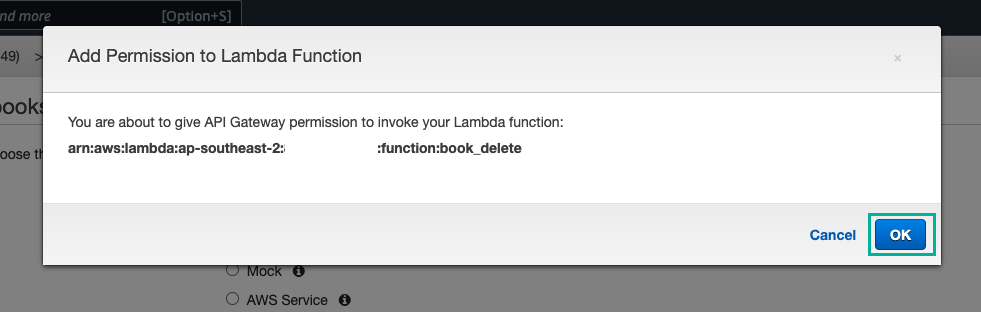 nd more [Option+S]
49) >
Add Permission to Lambda Function ×
books
You are about to give API Gateway permission to invoke your Lambda function:
oose th
arn:aws:lambda:ap-southeast-2: :function:book_delete
Cancel OK
Mock
AWS Service